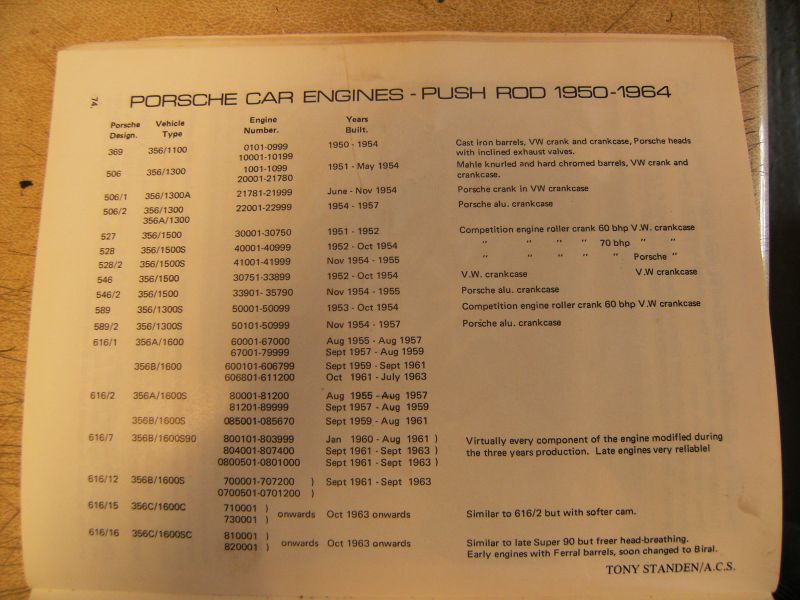 74.
PORSCHE CAR ENGINES - PUSH ROD 1950-1964
Porsche Design. Vehicle Type Engine Number. Years Built.
369 356/1100 0101-0999 1950 - 1954 Cast iron barrels, VW crank and crankcase, Porsche heads
10001-10199 with inclined exhaust valves.
506 356/1300 1001-1099 1951 - May 1954 Mahle knurled and hard chromed barrels, VW crank and
20001-21780 crankcase.
506/1 356/1300A 21781-21999 June - Nov 1954 Porsche crank in VW crankcase
506/2 356/1300 22001-22999 1954 - 1957 Porsche alu. crankcase
356A/1300
527 356/1500 30001-30750 1951 - 1952 Competition engine roller crank 60 bhp V.W. crankcase
528 356/1500S 40001-40999 1952 - Oct 1954 " " " " 70 bhp " "
528/2 356/1500S 41001-41999 Nov 1954 - 1955 " " " " " Porsche "
546 356/1500 30751-33899 1952 - Oct 1954 V.W. crankcase V.W crankcase
546/2 356/1500 33901- 35790 Nov 1954 - 1955 Porsche alu. crankcase
589 356/1300S 50001-50099 1953 - Oct 1954 Competition engine roller crank 60 bhp V.W crankcase
589/2 356/1300S 50101-50999 Nov 1954 - 1957 Porsche alu. crankcase
616/1 356A/1600 60001-67000 Aug 1955 - Aug 1957
67001-79999 Sept 1957 - Aug 1959
356B/1600 600101-606799 Sept 1959 - Sept 1961
606801-611200 Oct 1961 - July 1963
616/2 356A/1600S 80001-81200 Aug 1955 - Aug 1957
81201-89999 Sept 1957 - Aug 1959
356B/1600S 085001-085670 Sept 1959 - Aug 1961
616/7 356B/1600S90 800101-803999 Jan 1960 - Aug 1961 ) Virtually every component of the engine modified during
804001-807400 Sept 1961 - Sept 1963 ) the three years production. Late engines very reliable!
0800501-0801000 Sept 1961 - Sept 1963 )
616/12 356B/1600S 700001-707200 ) Sept 1961 - Sept 1963
0700501-0701200 )
616/15 356C/1600C 710001 ) onwards Oct 1963 onwards Similar to 616/2 but with softer cam.
730001 )
616/16 356C/1600SC 810001 ) onwards Oct 1963 onwards Similar to late Super 90 but freer head-breathing.
820001 ) Early engines with Ferral barrels, soon changed to Biral.
TONY STANDEN/A.C.S.